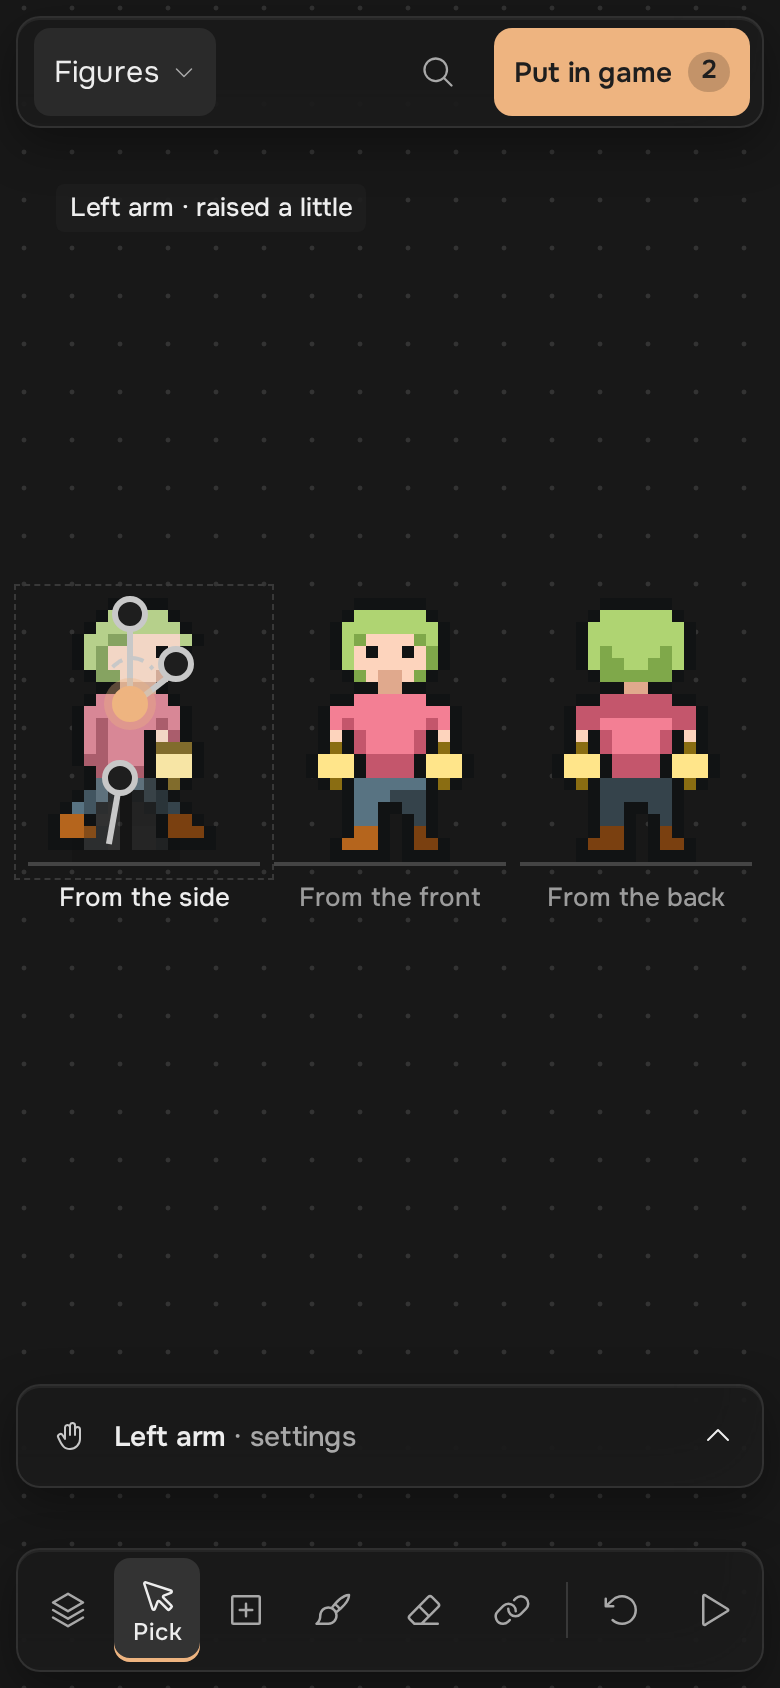 Figures
Put in game 2
Left arm · raised a little
From the side
From the front
From the back
Left arm · settings
Pick